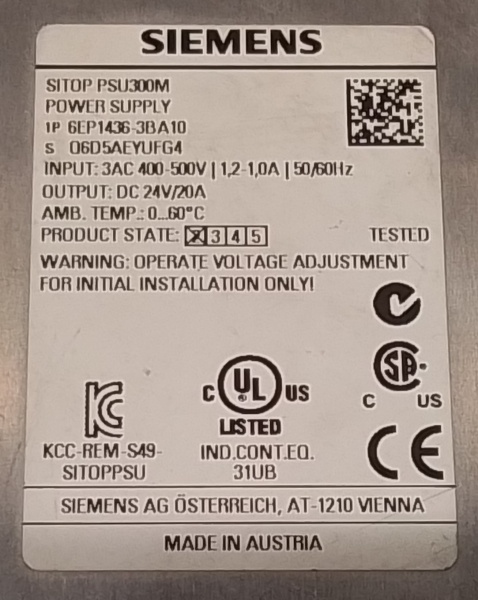 SIEMENS
SITOP PSU300M
POWER SUPPLY
1P 6EP1436-3BA10
S 06D5AEYUFG4
INPUT: 3AC 400-500V | 1,2-1,0A | 50/60Hz
OUTPUT: DC 24V/20A
AMB. TEMP.: 0...60°C
PRODUCT STATE: 2 3 4 5 TESTED
WARNING: OPERATE VOLTAGE ADJUSTMENT
FOR INITIAL INSTALLATION ONLY!
C UL US
LISTED
IND.CONT.EQ.
31UB
KCC-REM-S49-
SITOPPSU
SP
C US
CE
SIEMENS AG ÖSTERREICH, AT-1210 VIENNA
MADE IN AUSTRIA